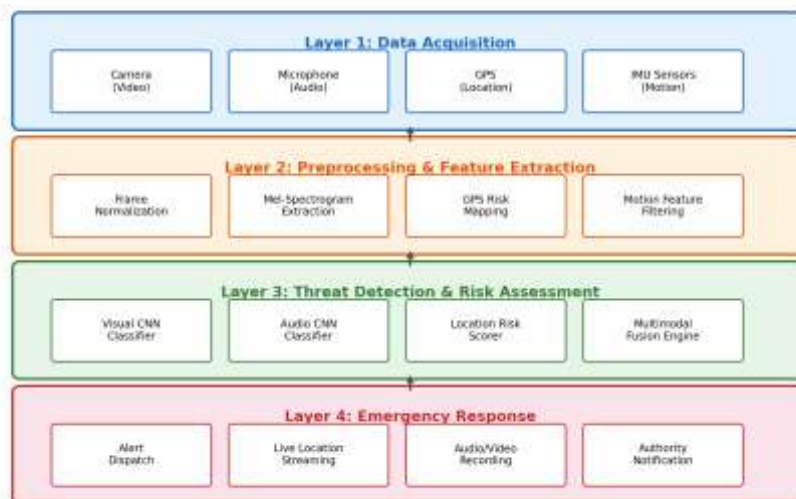 Layer 1: Data Acquisition
Camera
(Video)
Microphone
(Audio)
GPS
(Location)
IMU Sensors
(Motion)
Layer 2: Preprocessing & Feature Extraction
Frame
Normalization
Mel-Spectrogram
Extraction
GPS Risk
Mapping
Motion Feature
Filtering
Layer 3: Threat Detection & Risk Assessment
Visual CNN
Classifier
Audio CNN
Classifier
Location Risk
Scorer
Multimodal
Fusion Engine
Layer 4: Emergency Response
Alert
Dispatch
Live Location
Streaming
Audio/Video
Recording
Authority
Notification